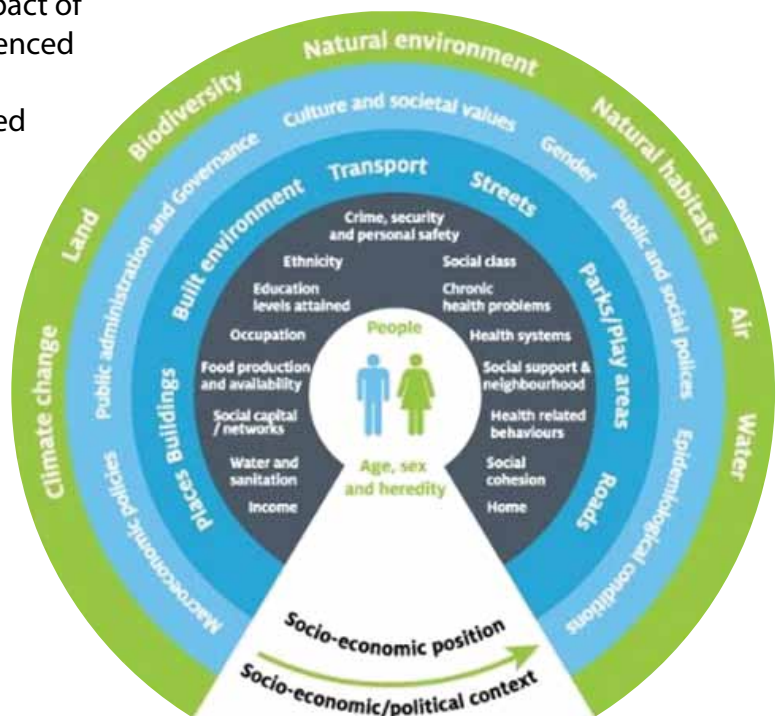 pact of
enced
ed
Natural environment
Biodiversity
Natural habitats
Land
Air
Climate change
Water
Culture and societal values
Gender
Public administration and Governance
Public and social polices
Macroeconomic policies
Epidemiological conditions
Transport
Streets
Built environment
Parks/Play areas
Places Buildings
Roads
Crime, security
and personal safety
Ethnicity
Social class
Education
levels attained
Chronic
health problems
Occupation
Health systems
Food production
and availability
Social support &
neighbourhood
Social capital
/ networks
Health related
behaviours
Water and
sanitation
Social
cohesion
Income
Home
People
Age, sex
and heredity
Socio-economic position
Socio-economic/political context